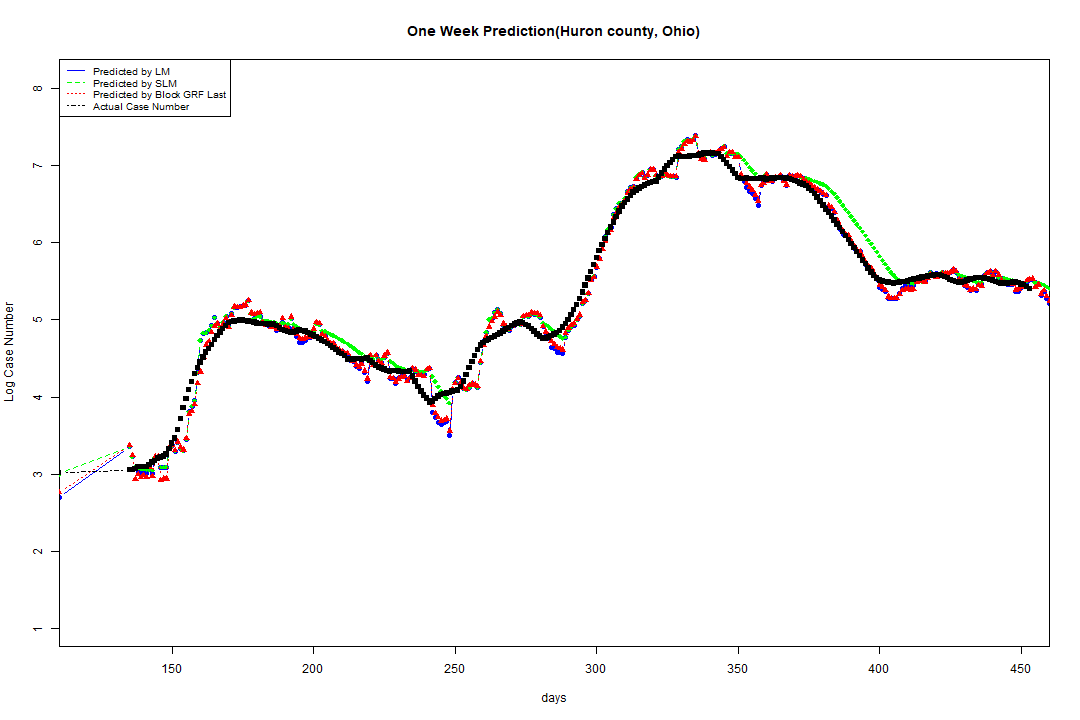 One Week Prediction(Huron county, Ohio)
Predicted by LM
Predicted by SLM
Predicted by Block GRF Last
Actual Case Number
Log Case Number
8
7
6
5
4
3
2
1
150 200 250 300 350 400 450
days